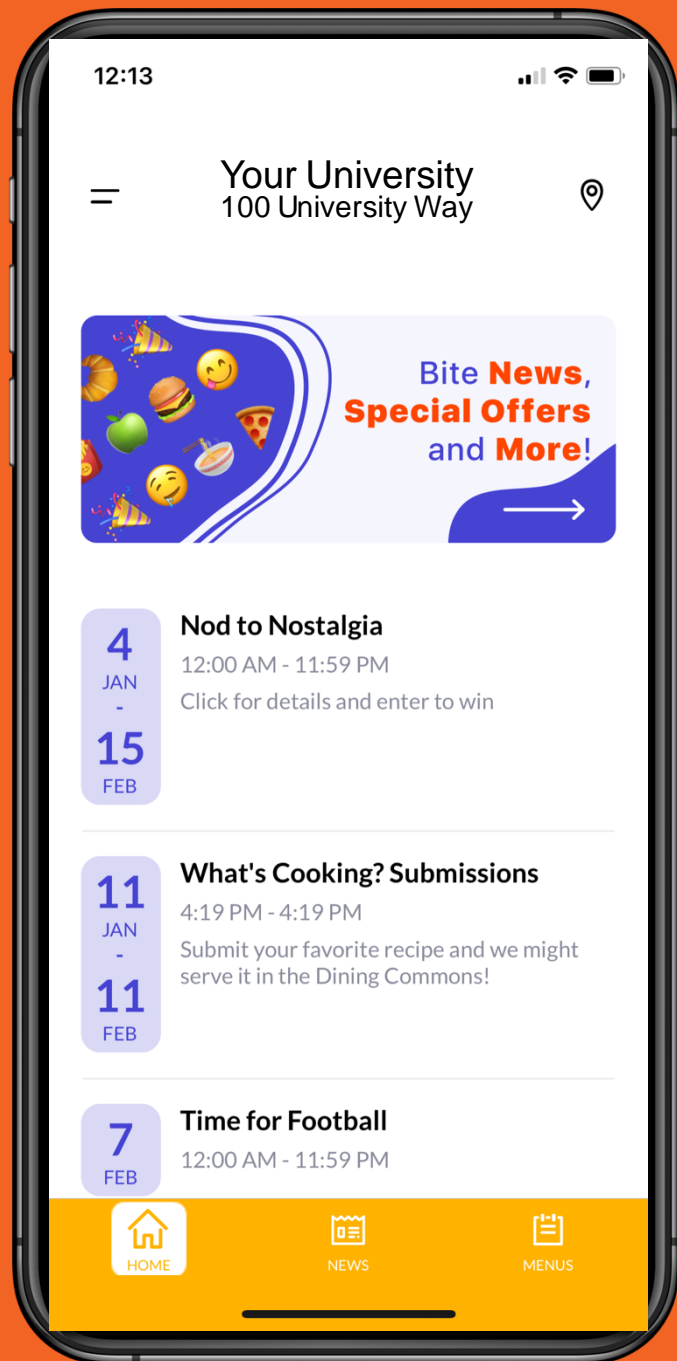 12:13
Your University
100 University Way
Bite News,
Special Offers
and More!
4
JAN
-
15
FEB
Nod to Nostalgia
12:00 AM - 11:59 PM
Click for details and enter to win
11
JAN
-
11
FEB
What's Cooking? Submissions
4:19 PM - 4:19 PM
Submit your favorite recipe and we might
serve it in the Dining Commons!
7
FEB
Time for Football
12:00 AM - 11:59 PM
HOME
NEWS
MENUS